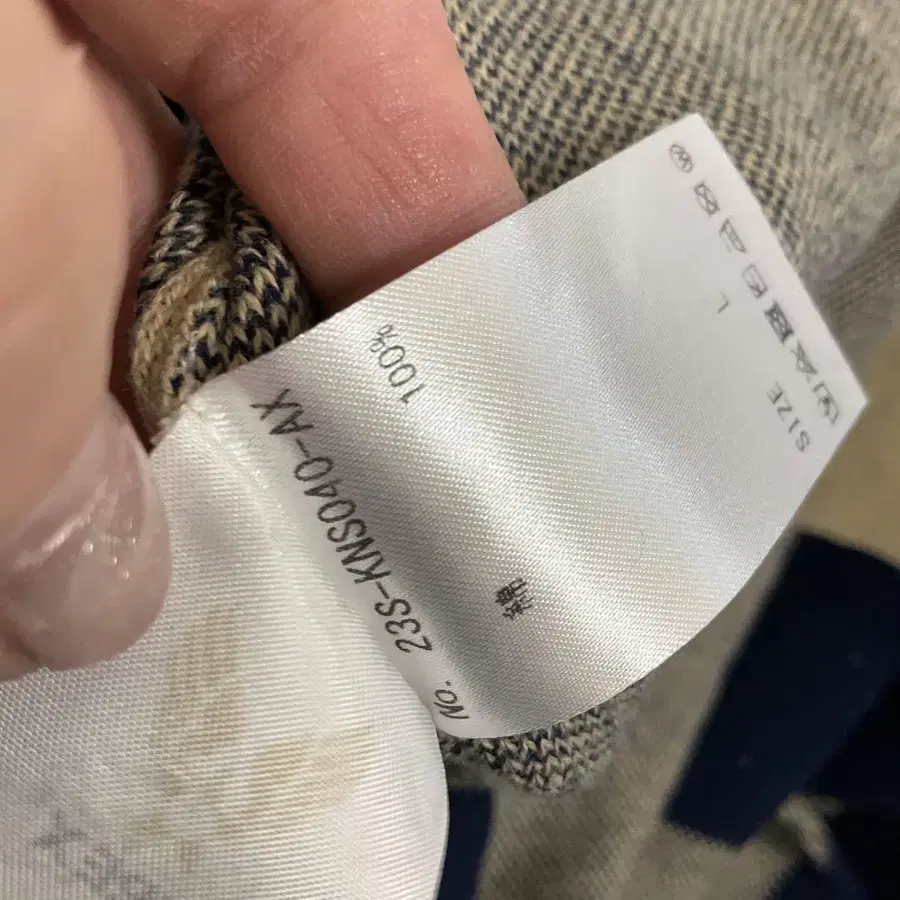 SIZE L
綿 100%
No. 23S-KNS040-AX